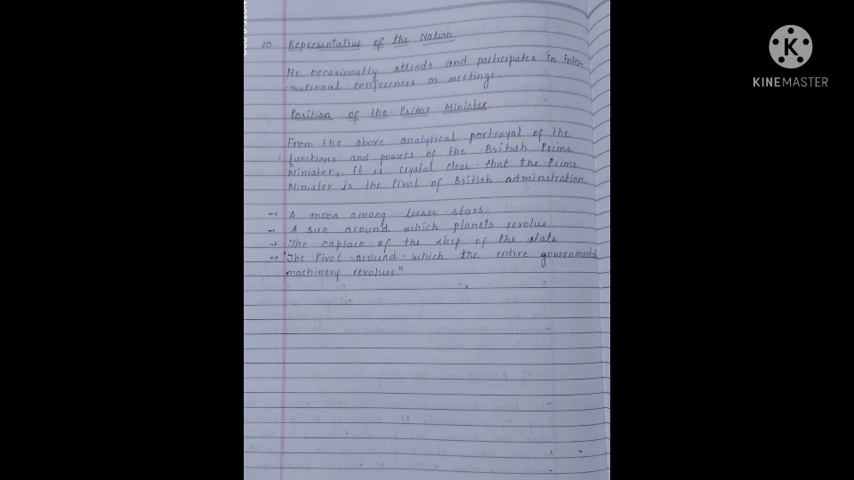 10 Representative of the Nation.
He occasionally attends and participates in inter-
national conferences or meetings.
Position of the Prime Minister.
From the above analytical portrayal of the
functions and powers of the British Prime
Minister, it is crystal clear that the Prime
Minister is the Pivot of British adminstration
→ A moon among lesser stars.
→ A sun around which planets revolve
→ The captain of the ship of the state
→ "The Pivot around which the entire government
machinery revolves."
K
KINEMASTER